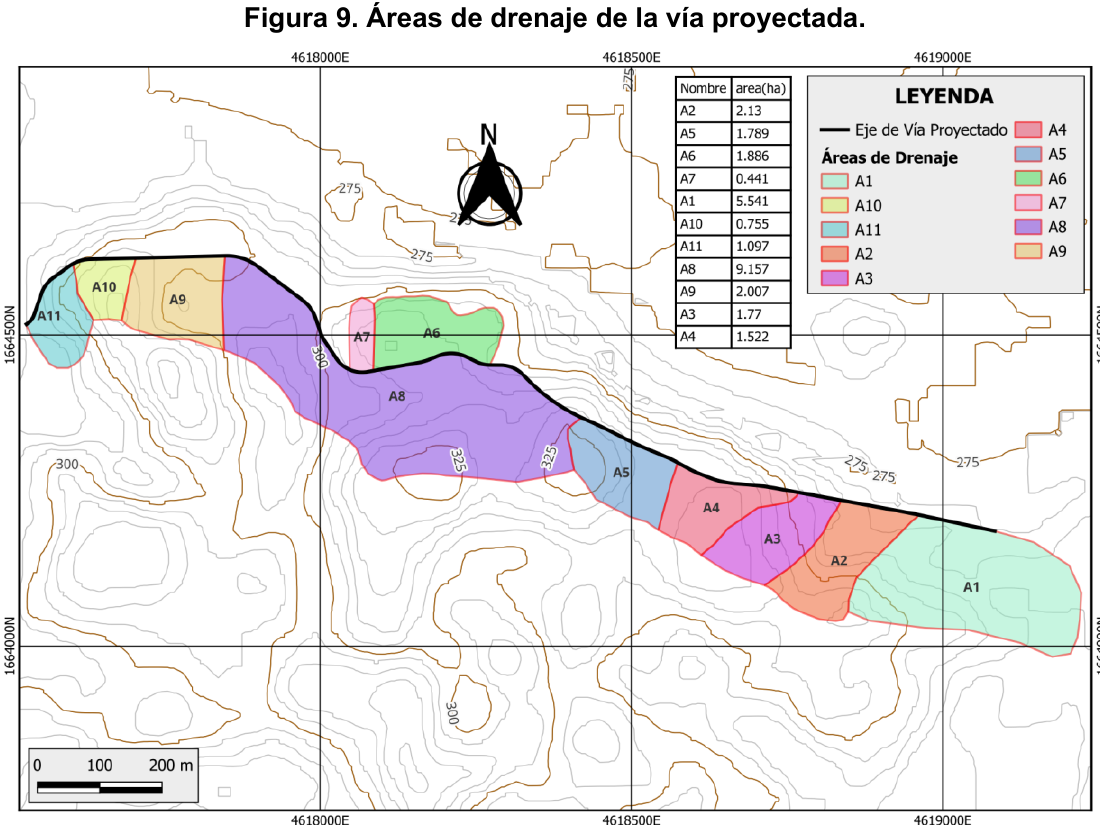 Figura 9. Áreas de drenaje de la vía proyectada.
4618000E 4618500E 4619000E
275
Nombre area(ha)
A2 2.13
A5 1.789
A6 1.886
A7 0.441
A1 5.541
A10 0.755
A11 1.097
A8 9.157
A9 2.007
A3 1.77
A4 1.522
LEYENDA
Eje de Vía Proyectado
Áreas de Drenaje
A1
A10
A11
A2
A3
A4
A5
A6
A7
A8
A9
N
275
275
A10
A9
A11
A7
A6
1664500N
300
A8
325
325
A5
300
275
275
275
A4
A3
A2
A1
1664000N
300
0 100 200 m
4618000E 4618500E 4619000E